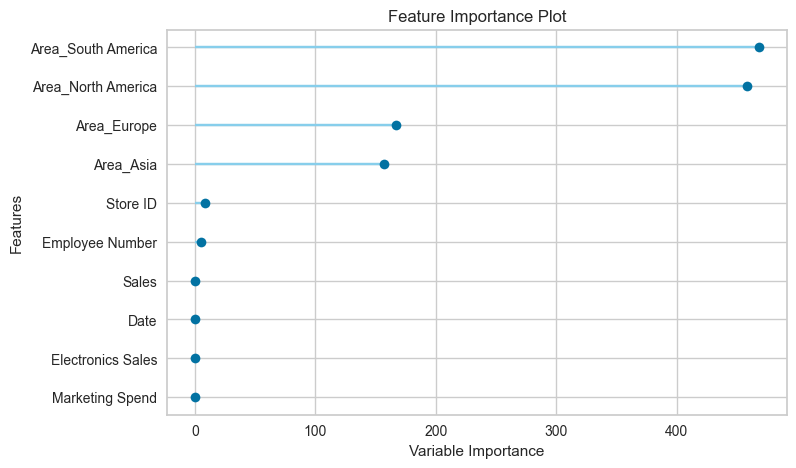 Feature Importance Plot
Area_South America
Area_North America
Area_Europe
Area_Asia
Store ID
Employee Number
Sales
Date
Electronics Sales
Marketing Spend
Features
0 100 200 300 400
Variable Importance